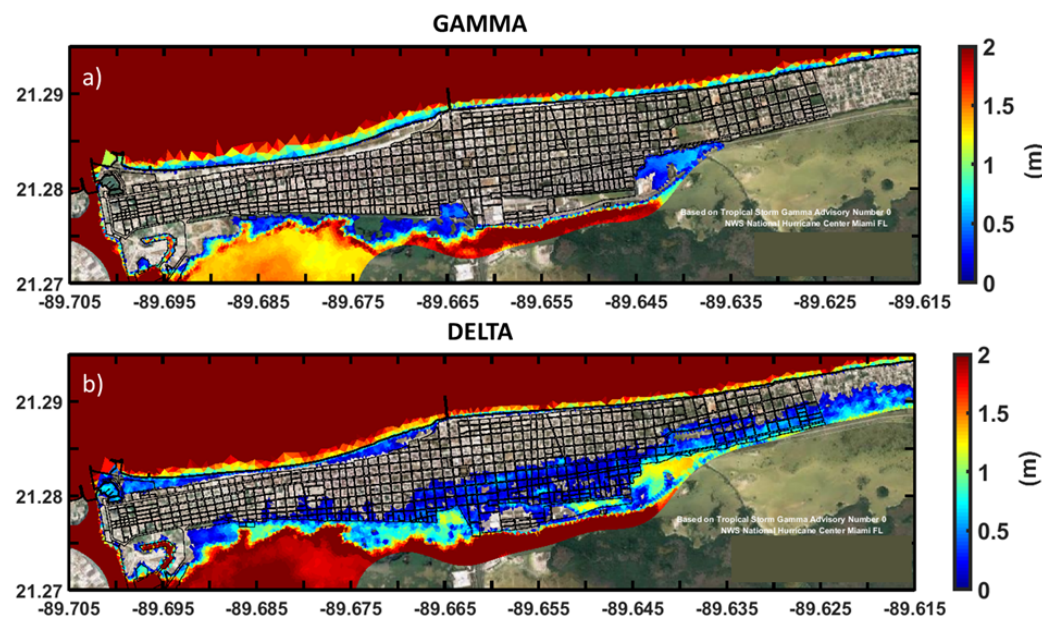 GAMMA
a)
21.29
21.28
21.27
-89.705 -89.695 -89.685 -89.675 -89.665 -89.655 -89.645 -89.635 -89.625 -89.615
Based on Tropical Storm Gamma Advisory Number 0
NWS National Hurricane Center Miami FL
2
1.5
1
0.5
0
(m)
DELTA
b)
21.29
21.28
21.27
-89.705 -89.695 -89.685 -89.675 -89.665 -89.655 -89.645 -89.635 -89.625 -89.615
Based on Tropical Storm Gamma Advisory Number 0
NWS National Hurricane Center Miami FL
2
1.5
1
0.5
0
(m)